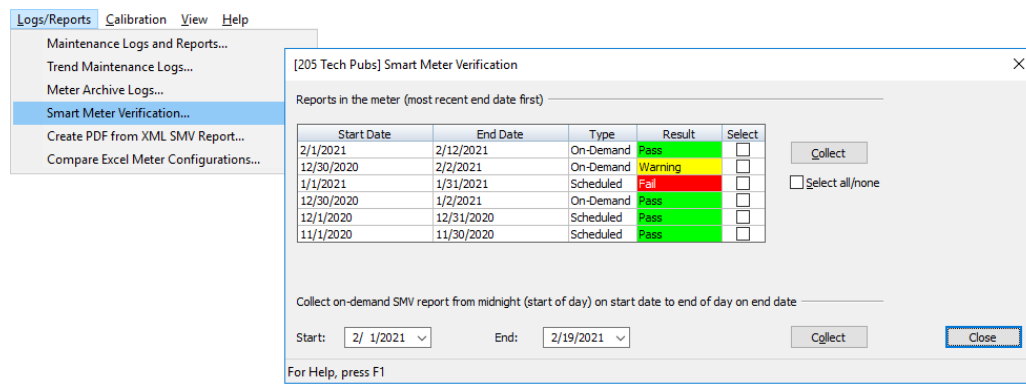 Logs/Reports Calibration View Help
Maintenance Logs and Reports...
Trend Maintenance Logs...
Meter Archive Logs...
Smart Meter Verification...
Create PDF from XML SMV Report...
Compare Excel Meter Configurations...
[205 Tech Pubs] Smart Meter Verification
Reports in the meter (most recent end date first)
Start Date End Date Type Result Select
2/1/2021 2/12/2021 On-Demand Pass
12/30/2020 2/2/2021 On-Demand Warning
1/1/2021 1/31/2021 Scheduled Fail
12/30/2020 1/2/2021 On-Demand Pass
12/1/2020 12/31/2020 Scheduled Pass
11/1/2020 11/30/2020 Scheduled Pass
Collect
Select all/none
Collect on-demand SMV report from midnight (start of day) on start date to end of day on end date
Start: 2/ 1/2021 End: 2/19/2021 Collect Close
For Help, press F1